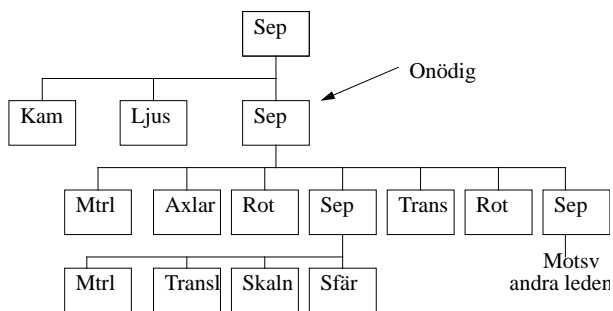 Sep
Onödig
Kam Ljus Sep
Mtrl Axlar Rot Sep Trans Rot Sep
Motsv
andra leden
Mtrl Transl Skaln Sfär